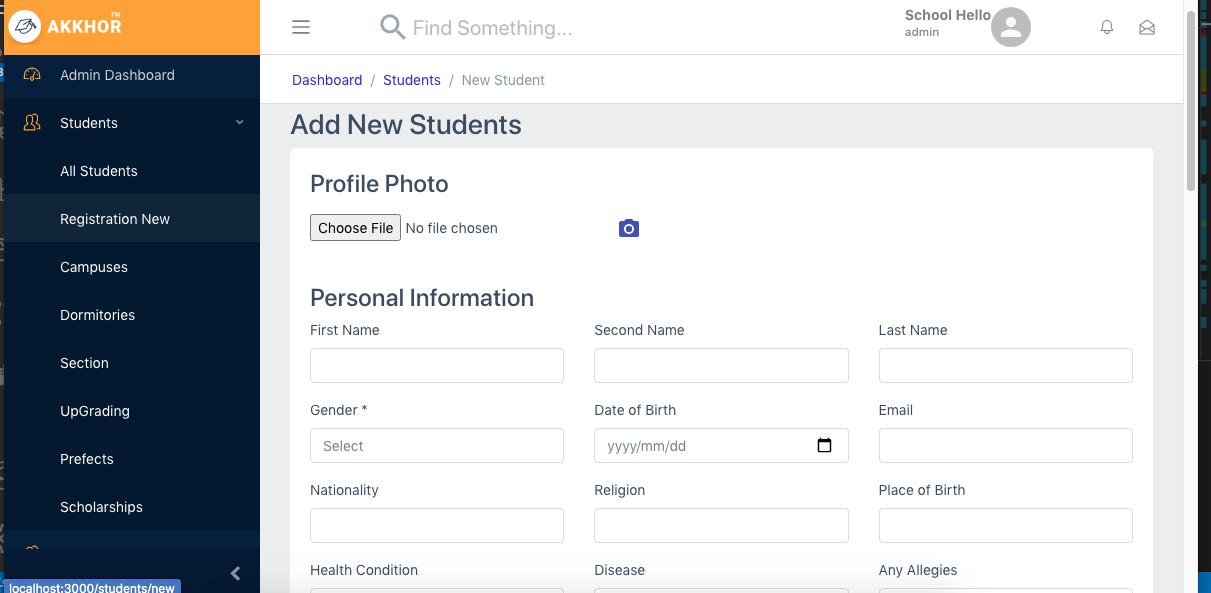 AKKHOR™
Find Something...
School Hello
admin
Admin Dashboard
Students
All Students
Registration New
Campuses
Dormitories
Section
UpGrading
Prefects
Scholarships
localhost:3000/students/new
Dashboard / Students / New Student
Add New Students
Profile Photo
Choose File No file chosen
Personal Information
First Name Second Name Last Name
Gender * Date of Birth Email
Select yyyy/mm/dd
Nationality Religion Place of Birth
Health Condition Disease Any Allegies